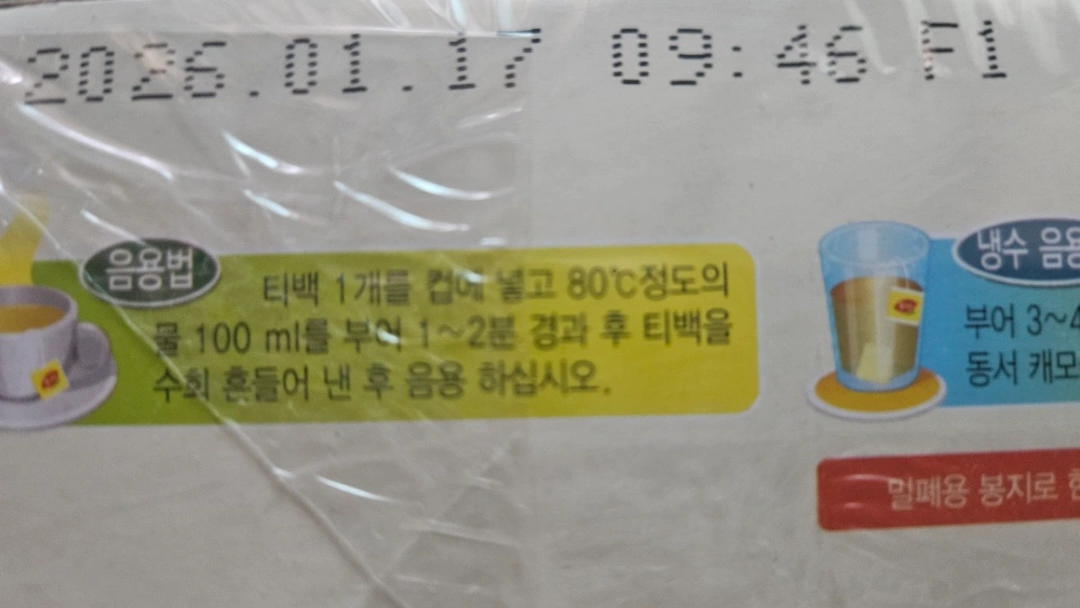 2026.01.17 09:46 F1
음용법
티백 1개를 컵에 넣고 80℃정도의
물 100 ml를 부어 1~2분 경과 후 티백을
수회 흔들어 낸 후 음용 하십시오.
냉수 음용
부어 3~4
동서 캐모
밀폐용 봉지로